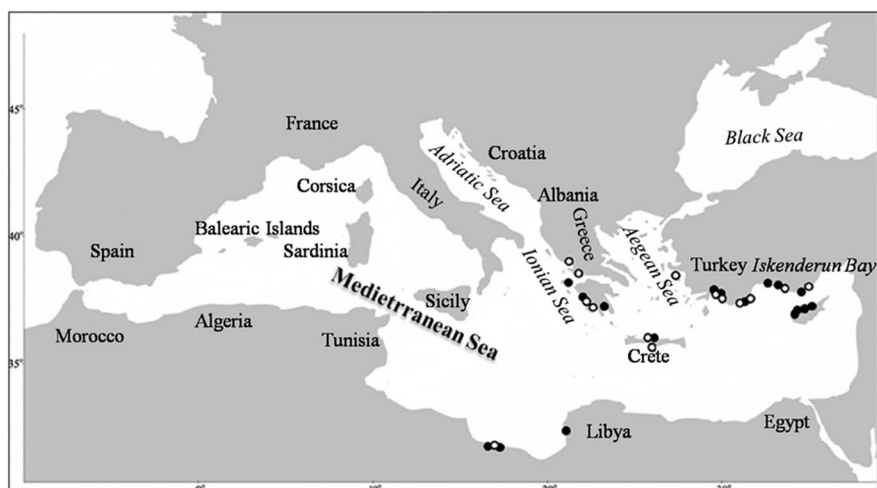 45°
40°
35°
France
Croatia
Black Sea
Adriatic Sea
Corsica
Italy
Albania
Greece
Balearic Islands
Sardinia
Spain
Ionian Sea
Aegean Sea
Turkey Iskenderun Bay
Medietrranean Sea
Sicily
Morocco
Algeria
Tunisia
Crete
Libya
Egypt